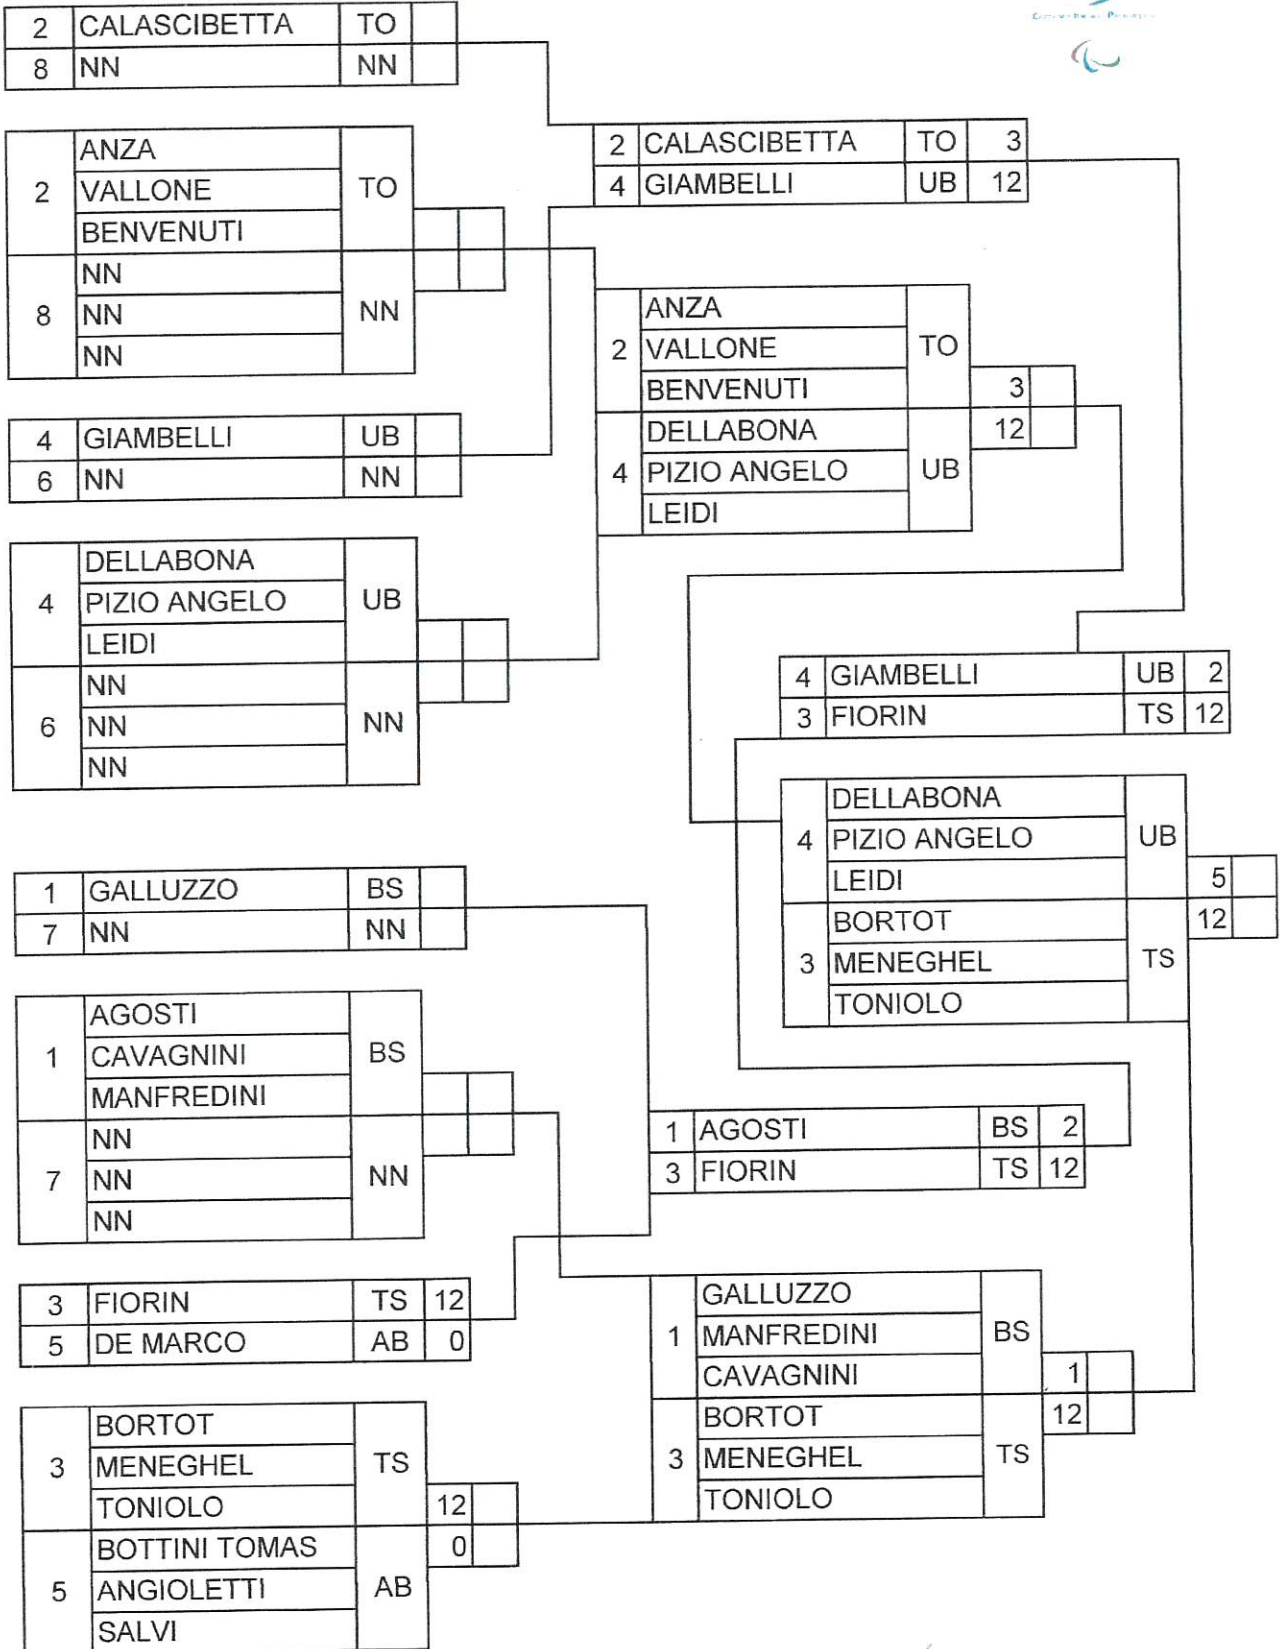 2 CALASCIBETTA TO
8 NN NN
2 ANZA VALLONE BENVENUTI TO
8 NN NN NN NN
4 GIAMBELLI UB
6 NN NN
4 DELLABONA PIZIO ANGELO LEIDI UB
6 NN NN NN NN
1 GALLUZZO BS
7 NN NN
1 AGOSTI CAVAGNINI MANFREDINI BS
7 NN NN NN NN
3 FIORIN TS 12
5 DE MARCO AB 0
3 BORTOT MENEGHEL TONIOLO TS 12
5 BOTTINI TOMAS ANGIOLETTI SALVI AB 0
2 CALASCIBETTA TO 3
4 GIAMBELLI UB 12
2 ANZA VALLONE BENVENUTI TO 3
4 DELLABONA PIZIO ANGELO LEIDI UB 12
4 GIAMBELLI UB 2
3 FIORIN TS 12
4 DELLABONA PIZIO ANGELO LEIDI UB 5
3 BORTOT MENEGHEL TONIOLO TS 12
1 AGOSTI BS 2
3 FIORIN TS 12
1 GALLUZZO MANFREDINI CAVAGNINI BS 1
3 BORTOT MENEGHEL TONIOLO TS 12